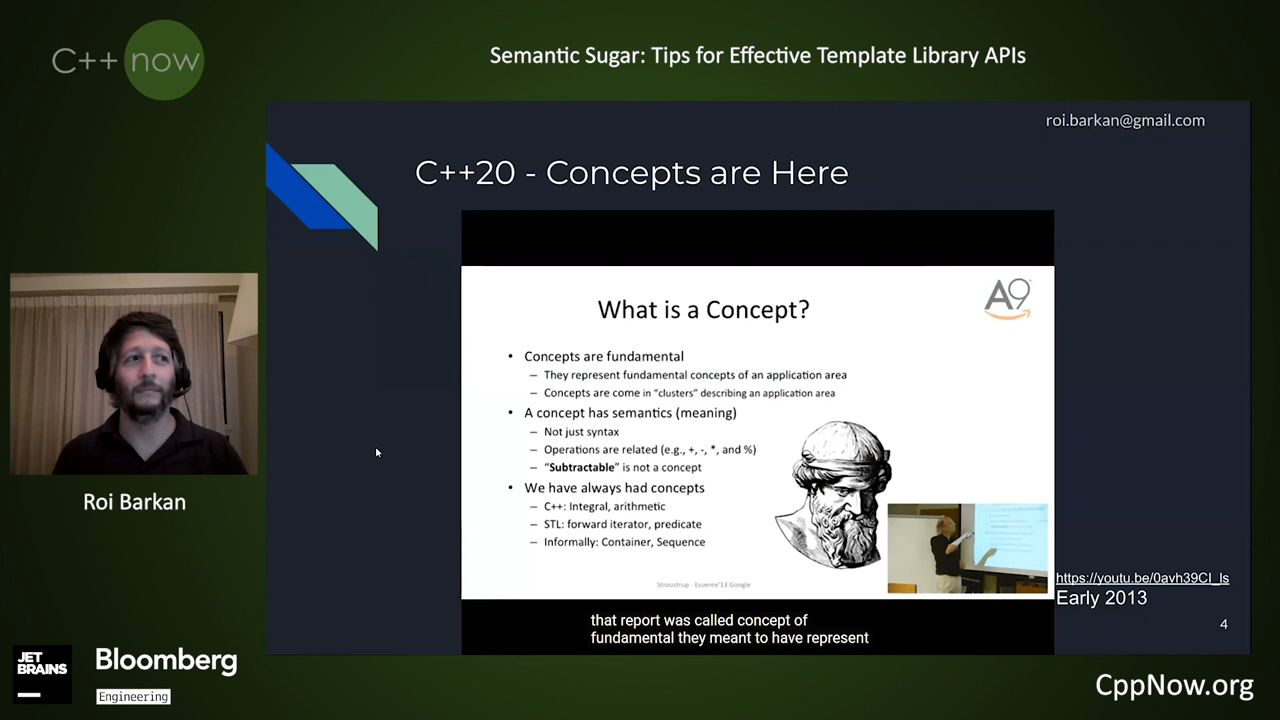 C++ now
Semantic Sugar: Tips for Effective Template Library APIs
roi.barkan@gmail.com
C++20 - Concepts are Here
A9
What is a Concept?
• Concepts are fundamental
– They represent fundamental concepts of an application area
– Concepts are come in "clusters" describing an application area
• A concept has semantics (meaning)
– Not just syntax
– Operations are related (e.g., +, -, *, and %)
– "Subtractable" is not a concept
• We have always had concepts
– C++: Integral, arithmetic
– STL: forward iterator, predicate
– Informally: Container, Sequence
Stroustrup - Essence'13 Google
that report was called concept of
fundamental they meant to have represent
https://youtu.be/0avh39CI_Is
Early 2013
4
Roi Barkan
JET
BRAINS
Bloomberg
Engineering
CppNow.org